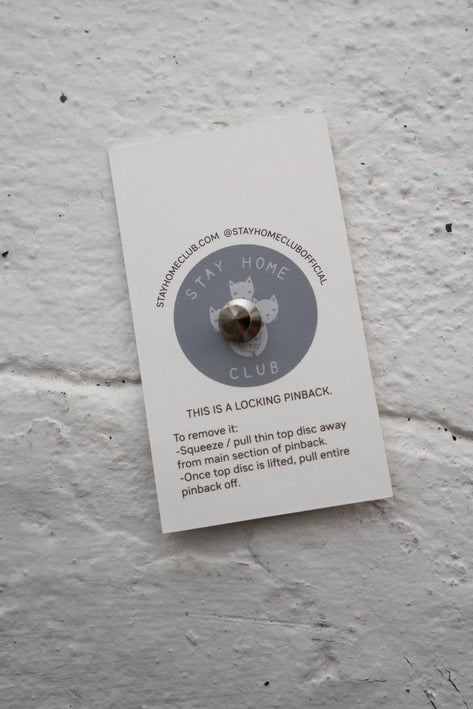 STAYHOMECLUB.COM @STAYHOMECLUBOFFICIAL
STAY HOME
CLUB
THIS IS A LOCKING PINBACK.
To remove it:
-Squeeze / pull thin top disc away
from main section of pinback.
-Once top disc is lifted, pull entire
pinback off.